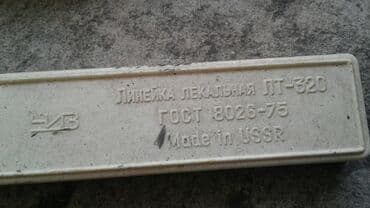 ЛИНЕЙКА ЛЕКАЛЬНАЯ ЛТ-320
ГОСТ 8026-75
Made in USSR